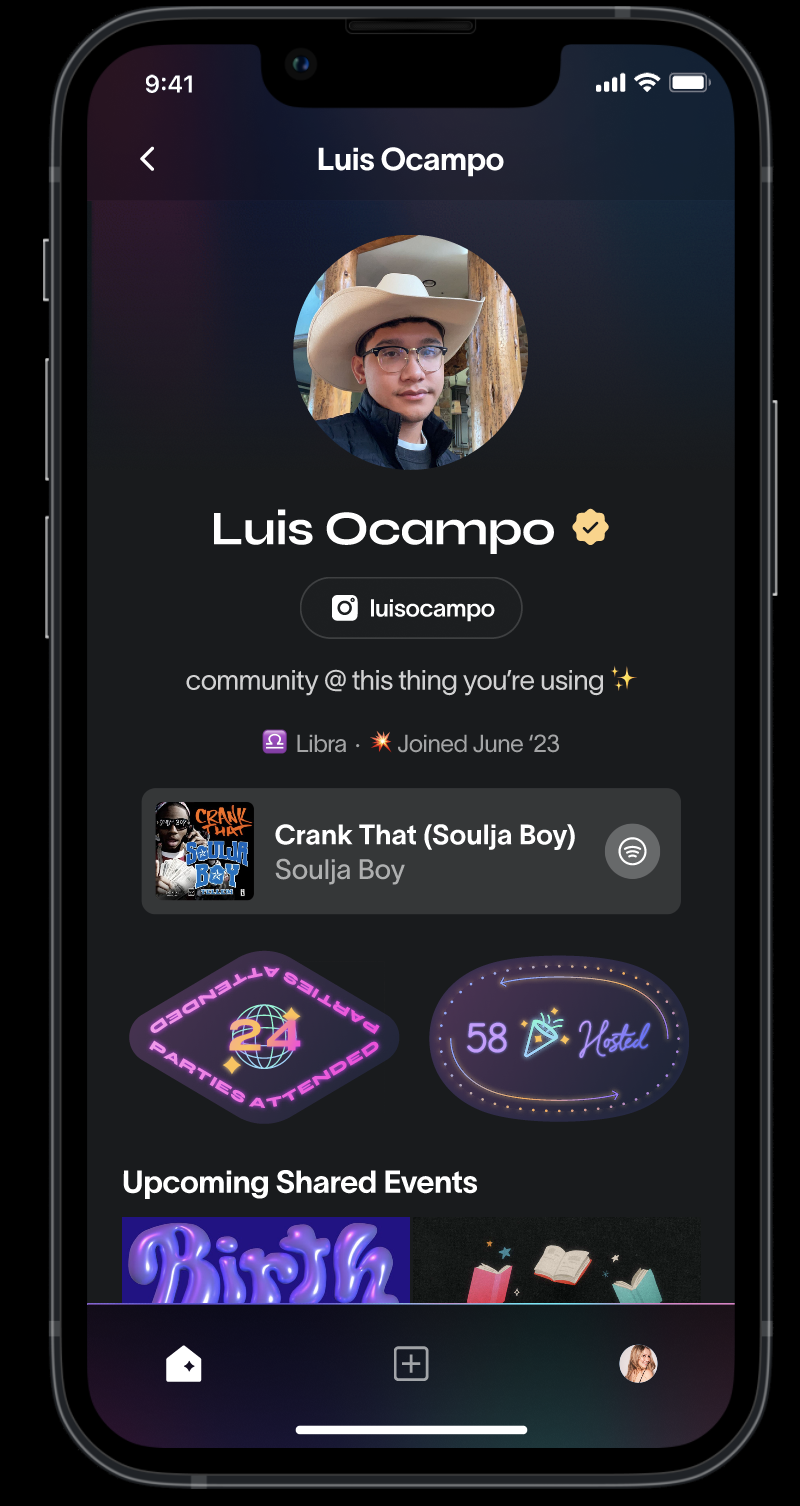 9:41
Luis Ocampo
Luis Ocampo
luisocampo
community @ this thing you’re using ✨
♎ Libra · 💥 Joined June ‘23
CRANK
THAT
SOULJA
BOY
Crank That (Soulja Boy)
Soulja Boy
PARTIES ATTENDED
24
PARTIES ATTENDED
58 🎉 Hosted
Upcoming Shared Events
Birth